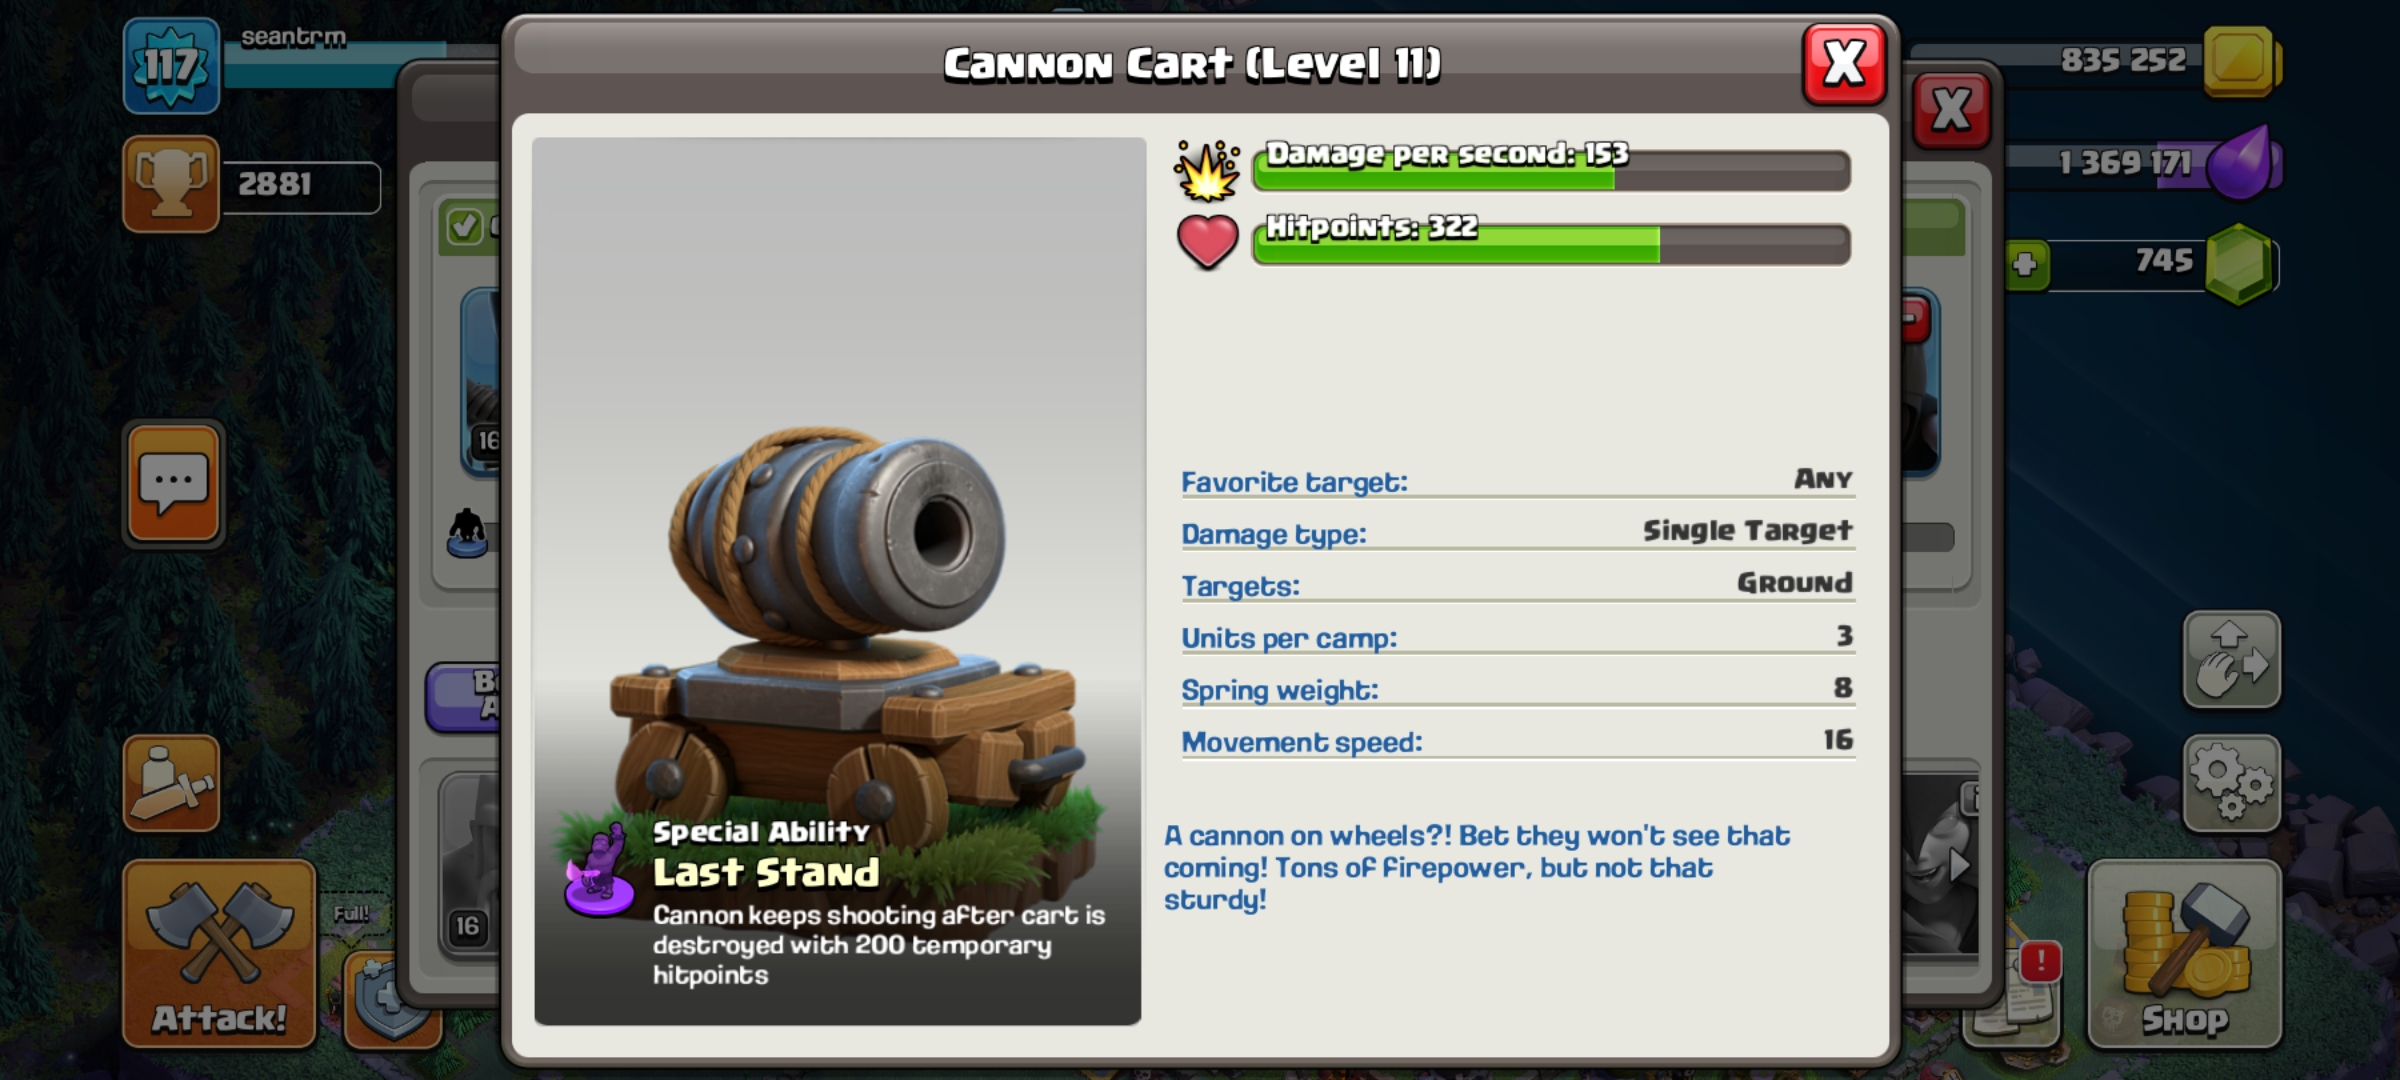 117
seantrm
2881
Cannon Cart (Level 11)
X
X
835 252
1 369 171
745
Damage per second: 153
Hitpoints: 322
Favorite target: Any
Damage type: Single Target
Targets: Ground
Units per camp: 3
Spring weight: 8
Movement speed: 16
A cannon on wheels?! Bet they won't see that
coming! Tons of firepower, but not that
sturdy!
Special Ability
Last Stand
Cannon keeps shooting after cart is
destroyed with 200 temporary
hitpoints
16
16
Full!
Attack!
!
Shop